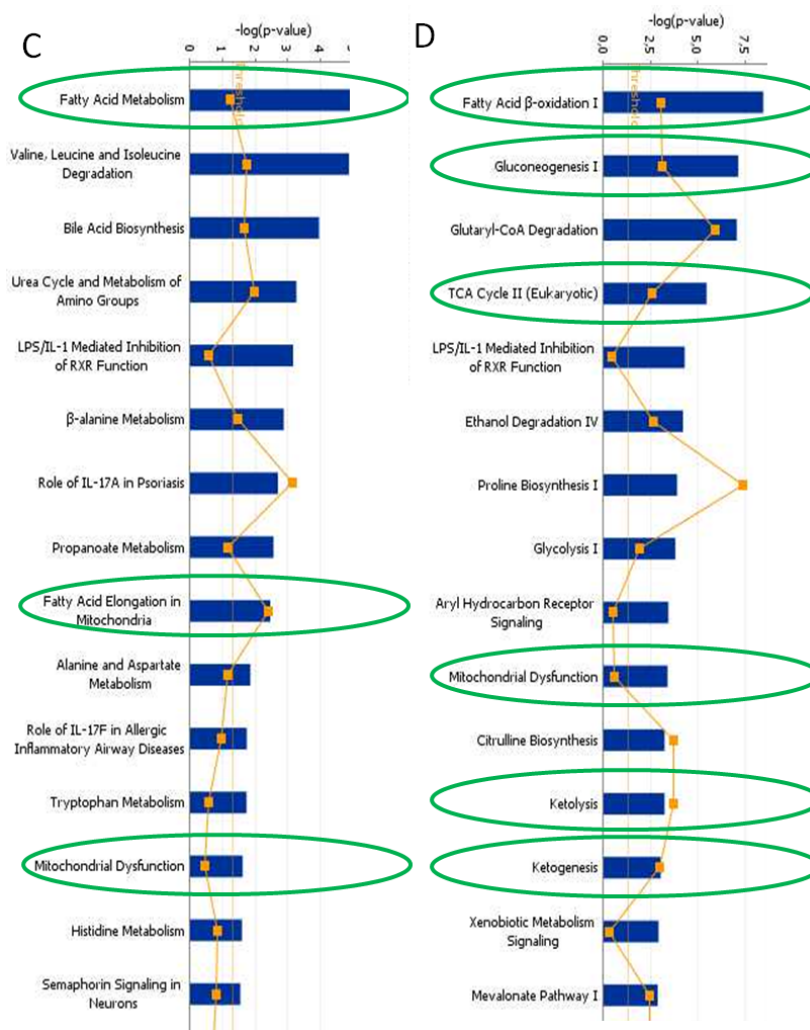 C
-log(p-value)
0
1
2
3
4
Threshold
Fatty Acid Metabolism
Valine, Leucine and Isoleucine
Degradation
Bile Acid Biosynthesis
Urea Cycle and Metabolism of
Amino Groups
LPS/IL-1 Mediated Inhibition
of RXR Function
β-alanine Metabolism
Role of IL-17A in Psoriasis
Propanoate Metabolism
Fatty Acid Elongation in
Mitochondria
Alanine and Aspartate
Metabolism
Role of IL-17F in Allergic
Inflammatory Airway Diseases
Tryptophan Metabolism
Mitochondrial Dysfunction
Histidine Metabolism
Semaphorin Signaling in
Neurons
D
-log(p-value)
0.0
2.5
5.0
7.5
Threshold
Fatty Acid β-oxidation I
Gluconeogenesis I
Glutaryl-CoA Degradation
TCA Cycle II (Eukaryotic)
LPS/IL-1 Mediated Inhibition
of RXR Function
Ethanol Degradation IV
Proline Biosynthesis I
Glycolysis I
Aryl Hydrocarbon Receptor
Signaling
Mitochondrial Dysfunction
Citrulline Biosynthesis
Ketolysis
Ketogenesis
Xenobiotic Metabolism
Signaling
Mevalonate Pathway I